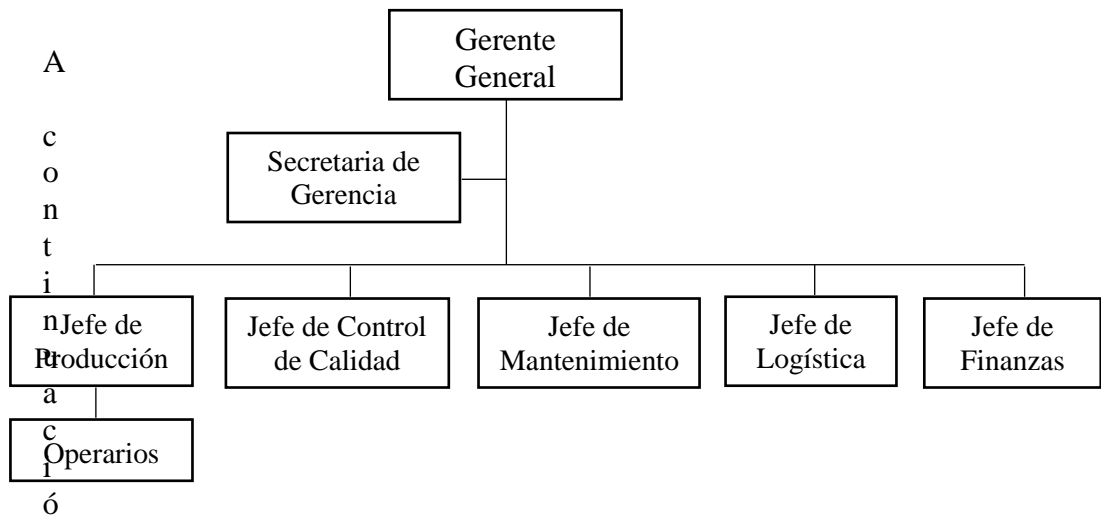 A
c
o
n
t
i
n
u
a
c
i
ó
Gerente
General
Secretaria de
Gerencia
Jefe de
Producción
Jefe de Control
de Calidad
Jefe de
Mantenimiento
Jefe de
Logística
Jefe de
Finanzas
Operarios